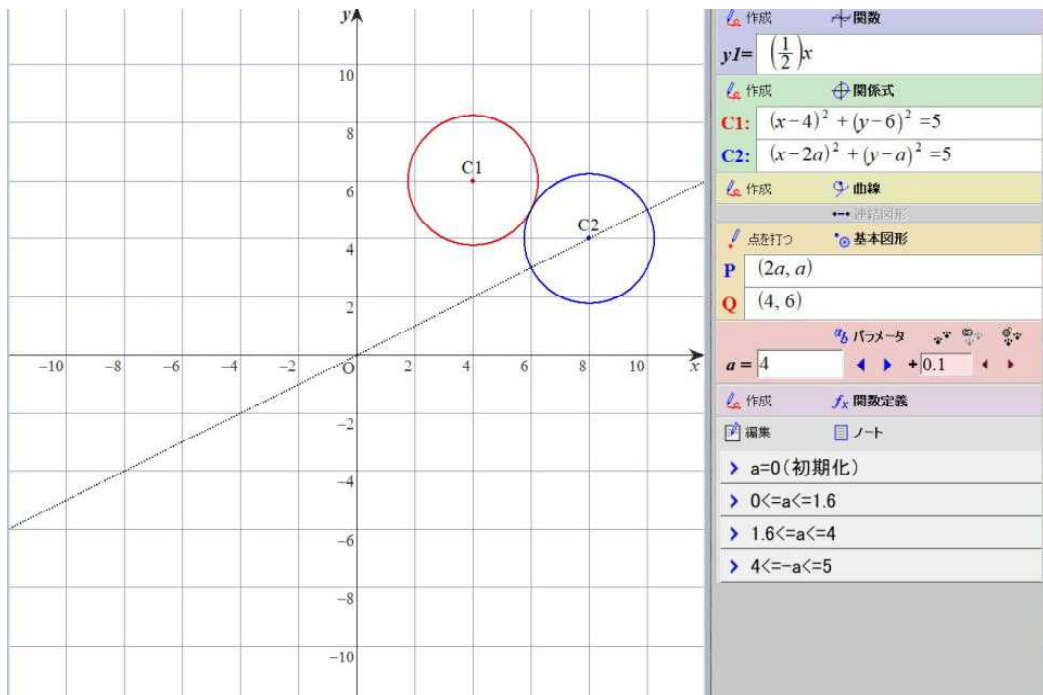 y
10
8
6
4
2
O
−2
−4
−6
−8
−10
−10 −8 −6 −4 −2 2 4 6 8 10 x
C1
C2
作成 関数
y1= (1/2)x
作成 関係式
C1: (x−4)² +(y−6)² =5
C2: (x−2a)² +(y−a)² =5
作成 曲線
連結図形
点を打つ 基本図形
P (2a, a)
Q (4, 6)
パラメータ
a = 4 +0.1
作成 fx 関数定義
編集 ノート
a=0(初期化)
0<=a<=1.6
1.6<=a<=4
4<=-a<=5